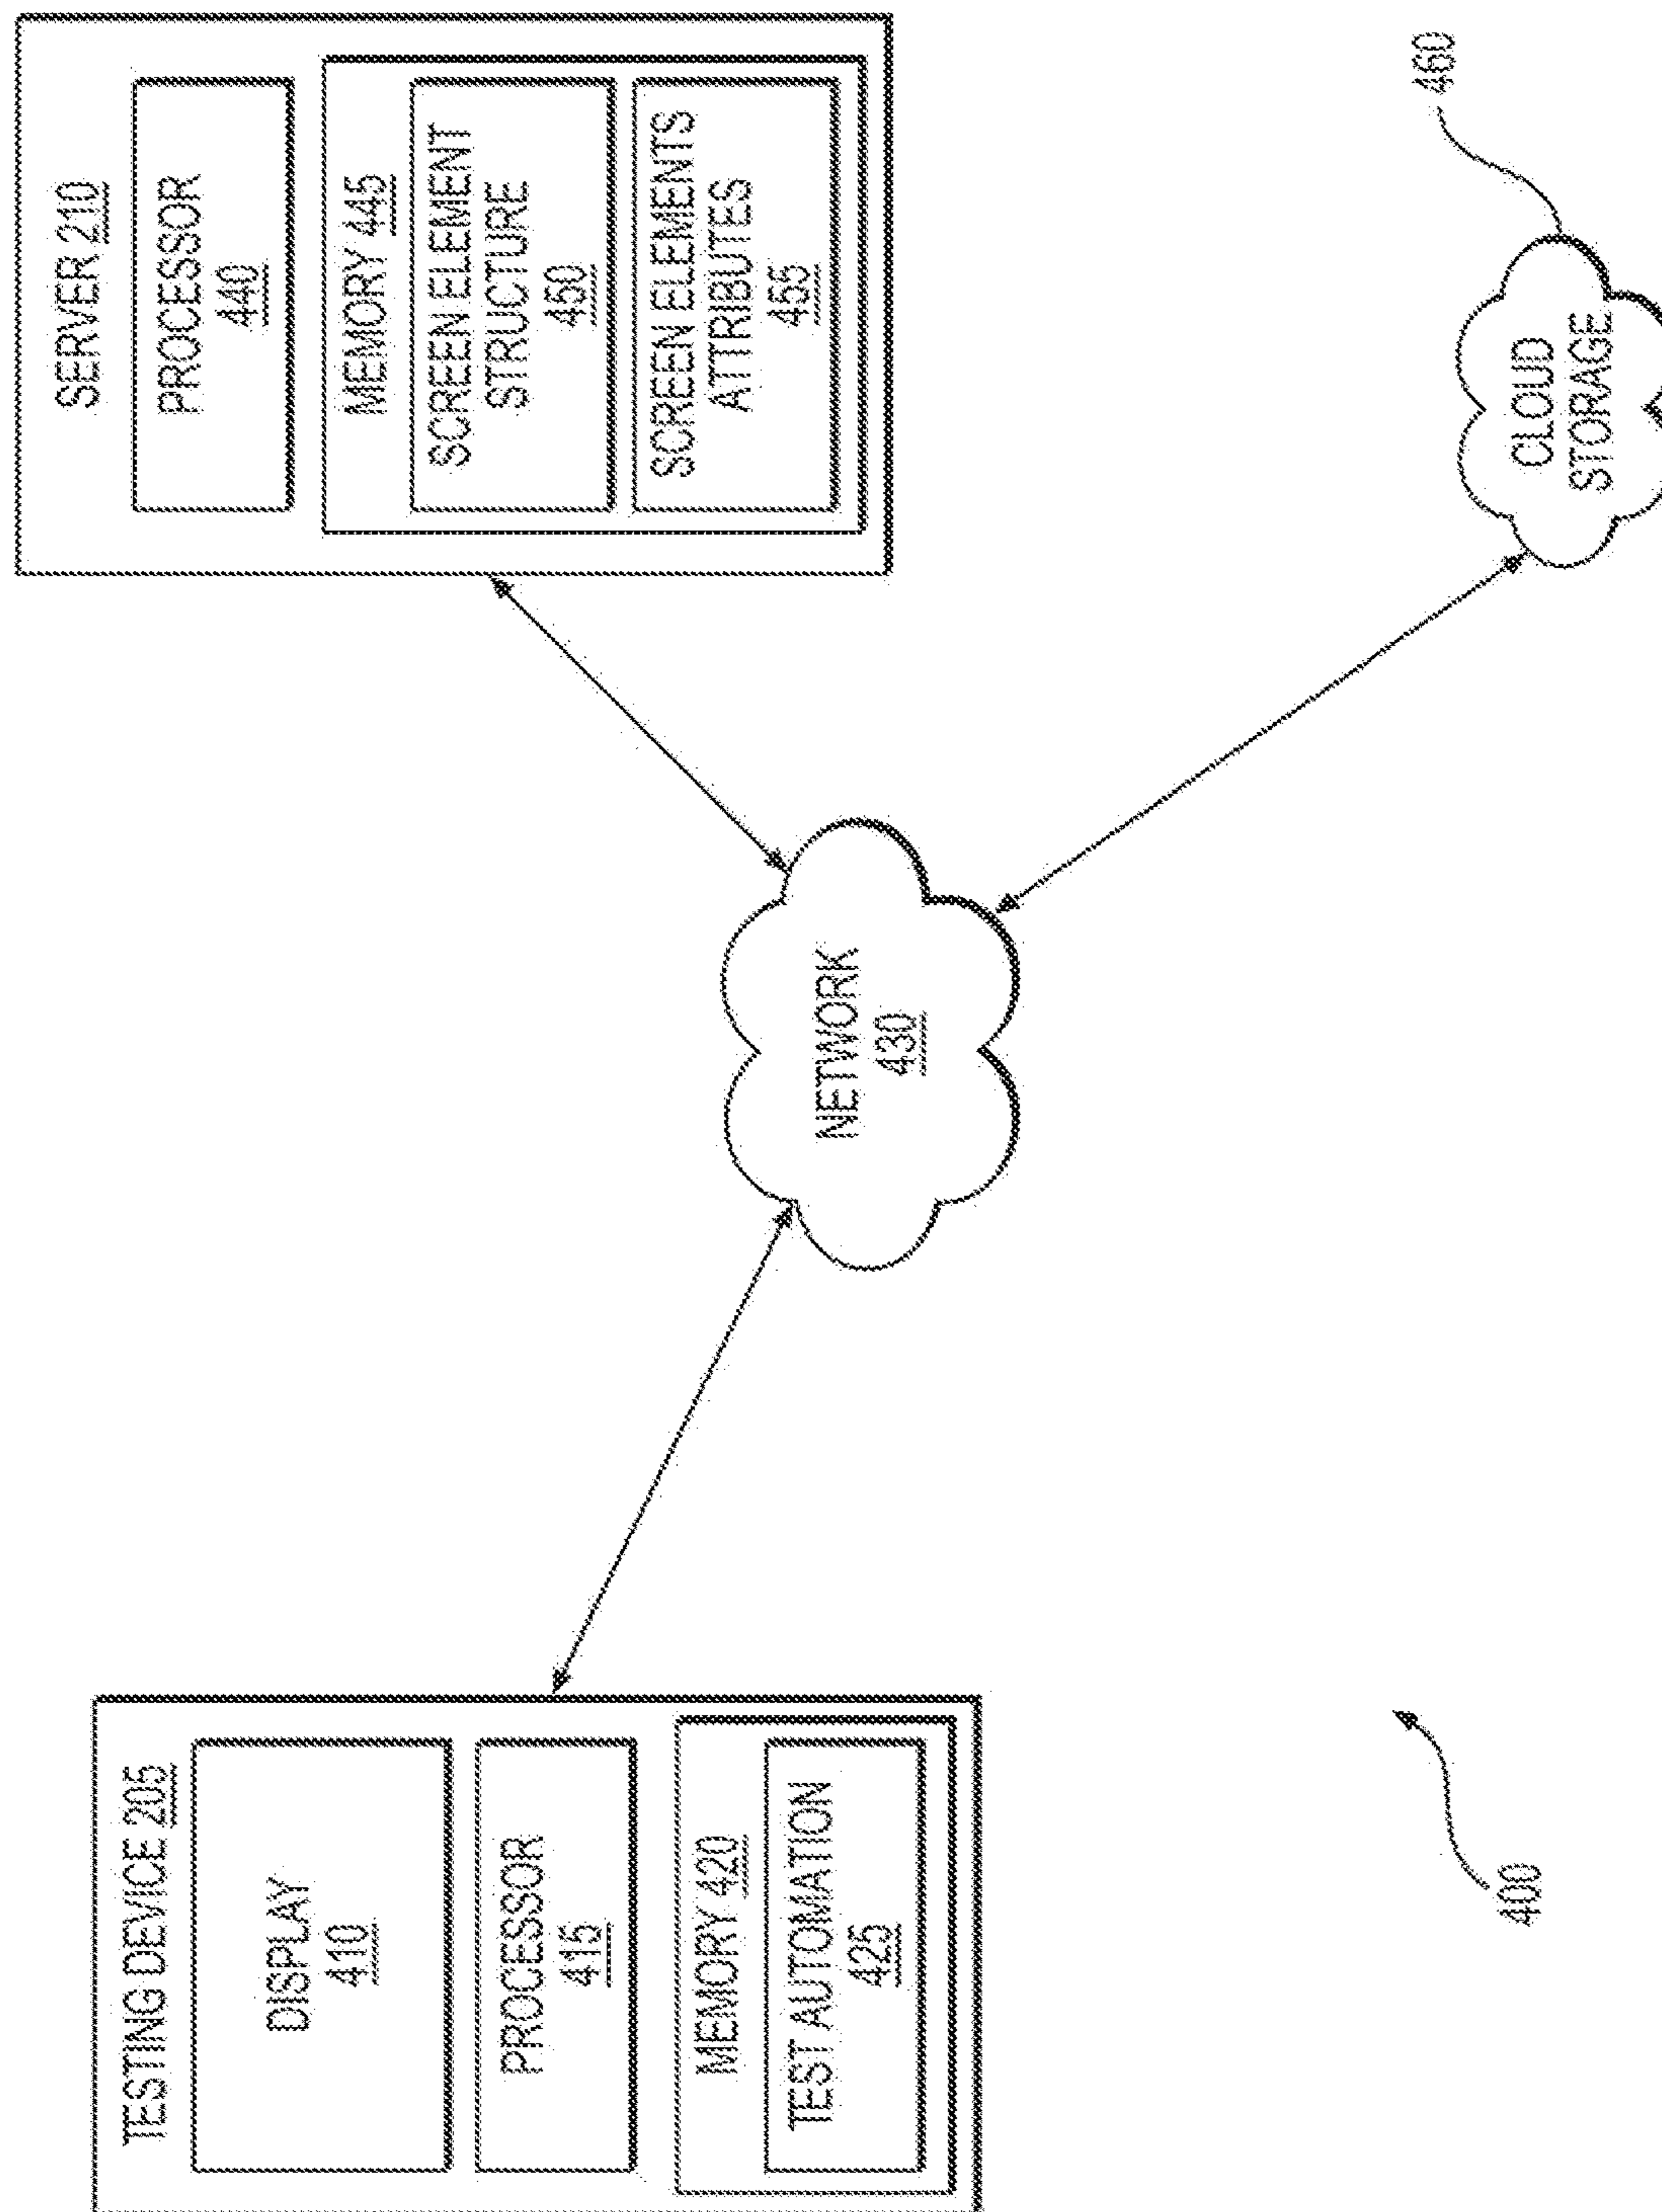 TESTING DEVICE 205
DISPLAY
410
PROCESSOR
415
MEMORY 420
TEST AUTOMATION
425
NETWORK
430
SERVER 210
PROCESSOR
440
MEMORY 445
SCREEN ELEMENT
STRUCTURE
450
SCREEN ELEMENTS
ATTRIBUTES
455
CLOUD
STORAGE
460
400